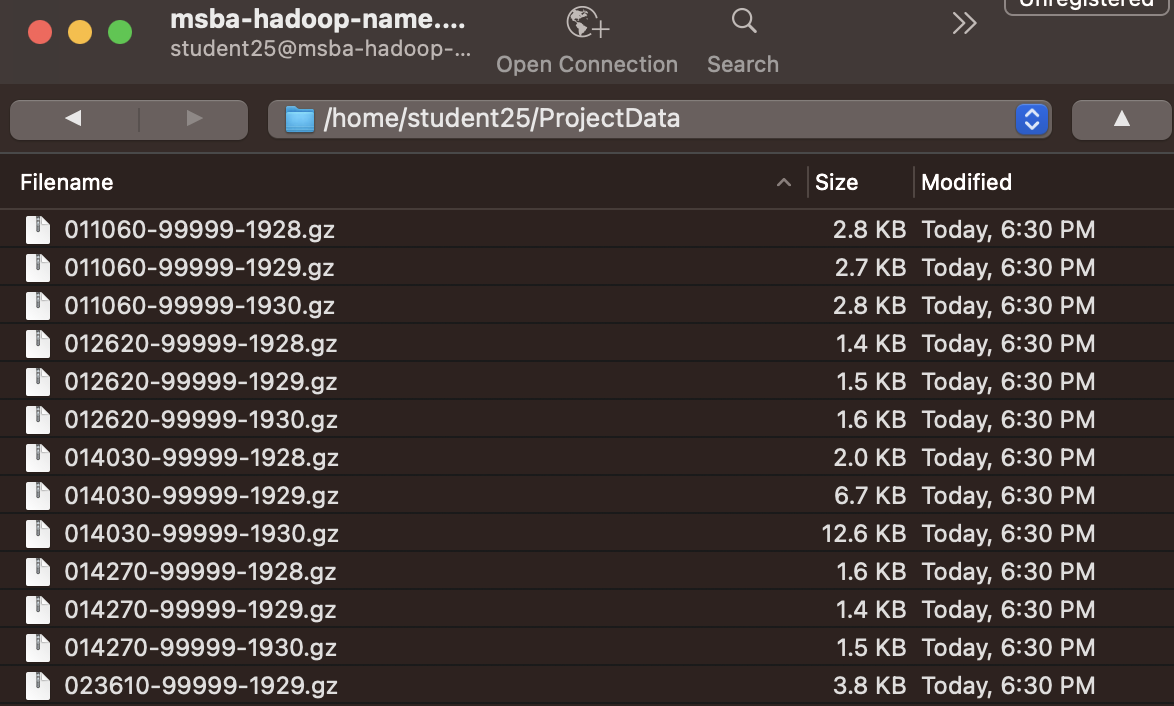 msba-hadoop-name....
student25@msba-hadoop-...
Unregistered
Open Connection Search
/home/student25/ProjectData
Filename Size Modified
011060-99999-1928.gz 2.8 KB Today, 6:30 PM
011060-99999-1929.gz 2.7 KB Today, 6:30 PM
011060-99999-1930.gz 2.8 KB Today, 6:30 PM
012620-99999-1928.gz 1.4 KB Today, 6:30 PM
012620-99999-1929.gz 1.5 KB Today, 6:30 PM
012620-99999-1930.gz 1.6 KB Today, 6:30 PM
014030-99999-1928.gz 2.0 KB Today, 6:30 PM
014030-99999-1929.gz 6.7 KB Today, 6:30 PM
014030-99999-1930.gz 12.6 KB Today, 6:30 PM
014270-99999-1928.gz 1.6 KB Today, 6:30 PM
014270-99999-1929.gz 1.4 KB Today, 6:30 PM
014270-99999-1930.gz 1.5 KB Today, 6:30 PM
023610-99999-1929.gz 3.8 KB Today, 6:30 PM